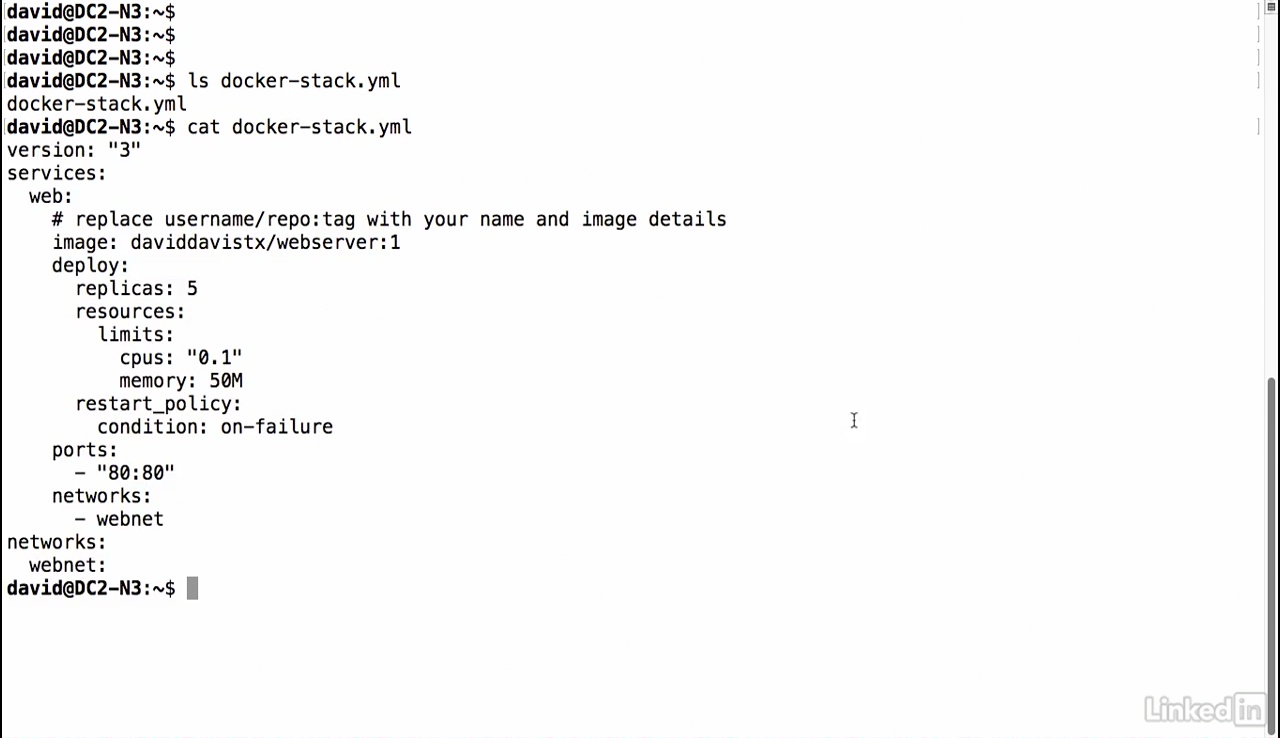 david@DC2-N3:~$
david@DC2-N3:~$
david@DC2-N3:~$
david@DC2-N3:~$ ls docker-stack.yml
docker-stack.yml
david@DC2-N3:~$ cat docker-stack.yml
version: "3"
services:
  web:
    # replace username/repo:tag with your name and image details
    image: daviddavistx/webserver:1
    deploy:
      replicas: 5
      resources:
        limits:
          cpus: "0.1"
          memory: 50M
      restart_policy:
        condition: on-failure
    ports:
      - "80:80"
    networks:
      - webnet
networks:
  webnet:
david@DC2-N3:~$
Linked in